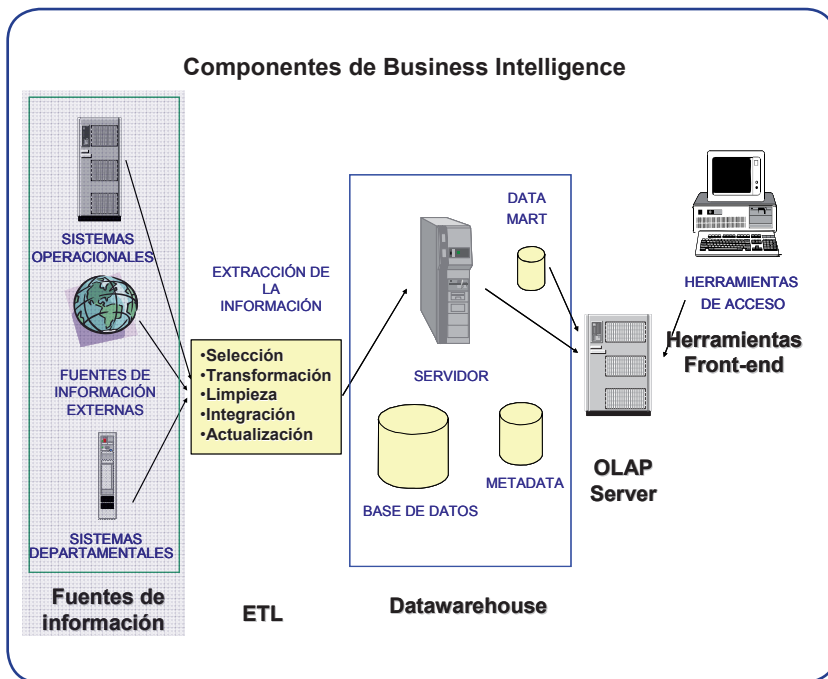 Componentes de Business Intelligence
SISTEMAS
OPERACIONALES
FUENTES DE
INFORMACIÓN
EXTERNAS
SISTEMAS
DEPARTAMENTALES
Fuentes de
información
EXTRACCIÓN DE
LA
INFORMACIÓN
•Selección
•Transformación
•Limpieza
•Integración
•Actualización
ETL
DATA
MART
SERVIDOR
BASE DE DATOS
METADATA
Datawarehouse
OLAP
Server
HERRAMIENTAS
DE ACCESO
Herramientas
Front-end